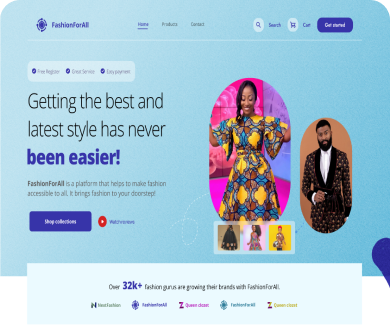 FashionForAll
Home Products Contact
Search Cart Get started
Free Register Great Service Easy payment
Getting the best and
latest style has never
been easier!
FashionForAll is a platform that helps to make fashion
accessible to all. It brings fashion to your doorstep!
Shop collections Watch reviews
Over 32k+ fashion gurus are growing their brands with FashionForAll.
NextFashion FashionForAll Queen closet FashionForAll Queen closet